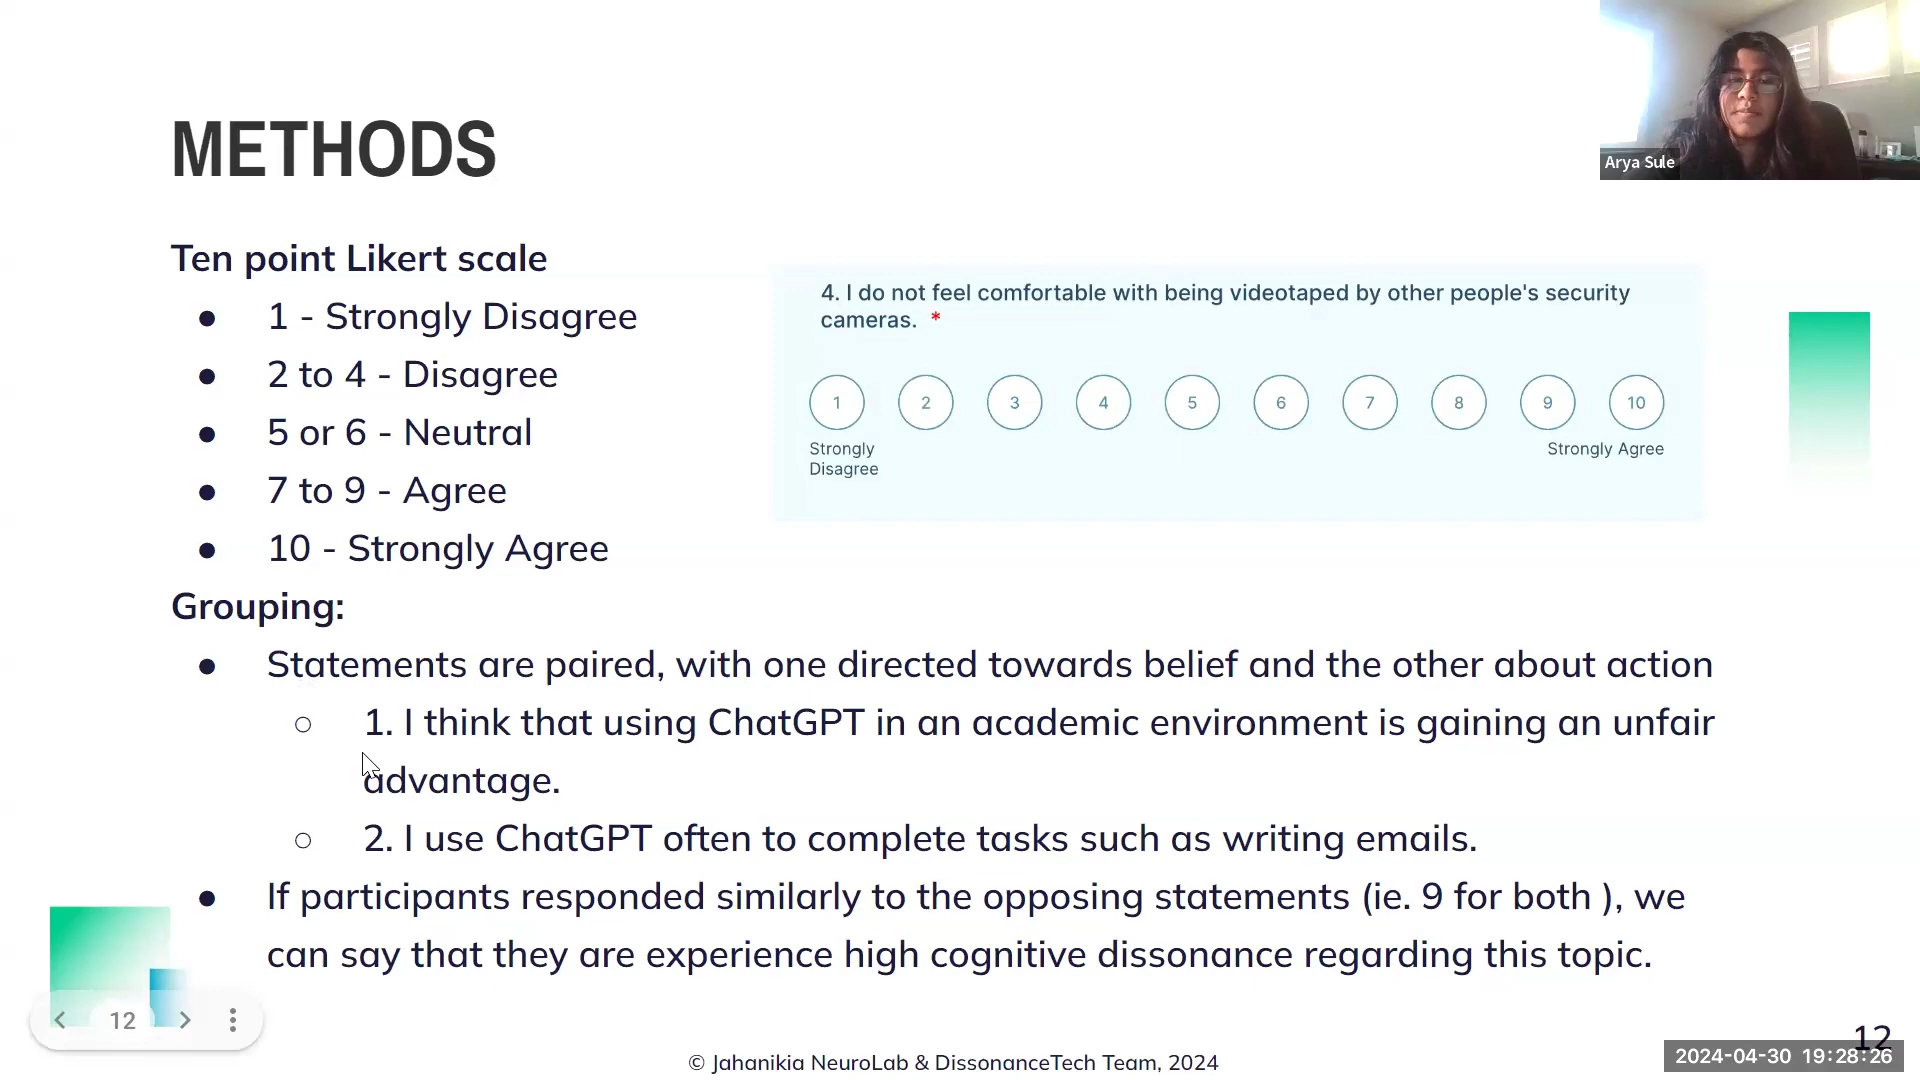 METHODS
Arya Sule
Ten point Likert scale
● 1 - Strongly Disagree
● 2 to 4 - Disagree
● 5 or 6 - Neutral
● 7 to 9 - Agree
● 10 - Strongly Agree
4. I do not feel comfortable with being videotaped by other people's security
cameras. *
1 2 3 4 5 6 7 8 9 10
Strongly Disagree
Strongly Agree
Grouping:
● Statements are paired, with one directed towards belief and the other about action
○ 1. I think that using ChatGPT in an academic environment is gaining an unfair
advantage.
○ 2. I use ChatGPT often to complete tasks such as writing emails.
● If participants responded similarly to the opposing statements (ie. 9 for both ), we
can say that they are experience high cognitive dissonance regarding this topic.
12
12
© Jahanikia NeuroLab & DissonanceTech Team, 2024
2024-04-30 19:28:26